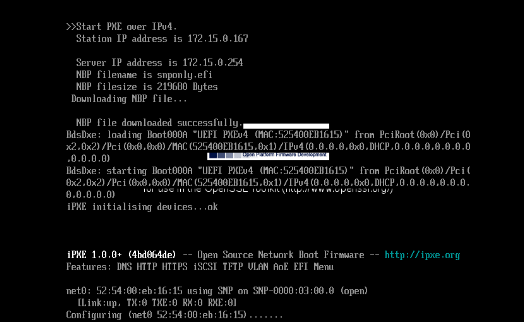 >>Start PXE over IPv4.
Station IP address is 172.15.0.167
Server IP address is 172.15.0.254
NBP filename is snponly.efi
NBP filesize is 219680 Bytes
Downloading NBP file...
NBP file downloaded successfully.
BdsDxe: loading Boot000A "UEFI PXEv4 (MAC:525400EB1615)" from PciRoot(0x0)/Pci(0
x2,0x2)/Pci(0x0,0x0)/MAC(525400EB1615,0x1)/IPv4(0.0.0.0,0x0,DHCP,0.0.0.0,0.0.0.0
,0.0.0.0)
BdsDxe: starting Boot000A "UEFI PXEv4 (MAC:525400EB1615)" from PciRoot(0x0)/Pci(
0x2,0x2)/Pci(0x0,0x0)/MAC(525400EB1615,0x1)/IPv4(0.0.0.0,0x0,DHCP,0.0.0.0,0.0.0.
0,0.0.0.0)
for use in the OpenSSL Toolkit (http://www.openssl.org/)
iPXE initialising devices...ok
iPXE 1.0.0+ (4bd064de) -- Open Source Network Boot Firmware -- http://ipxe.org
Features: DNS HTTP HTTPS iSCSI TFTP VLAN AoE EFI Menu
net0: 52:54:00:eb:16:15 using SNP on SNP-0000:03:00.0 (open)
[Link:up, TX:0 TXE:0 RX:0 RXE:0]
Configuring (net0 52:54:00:eb:16:15).......